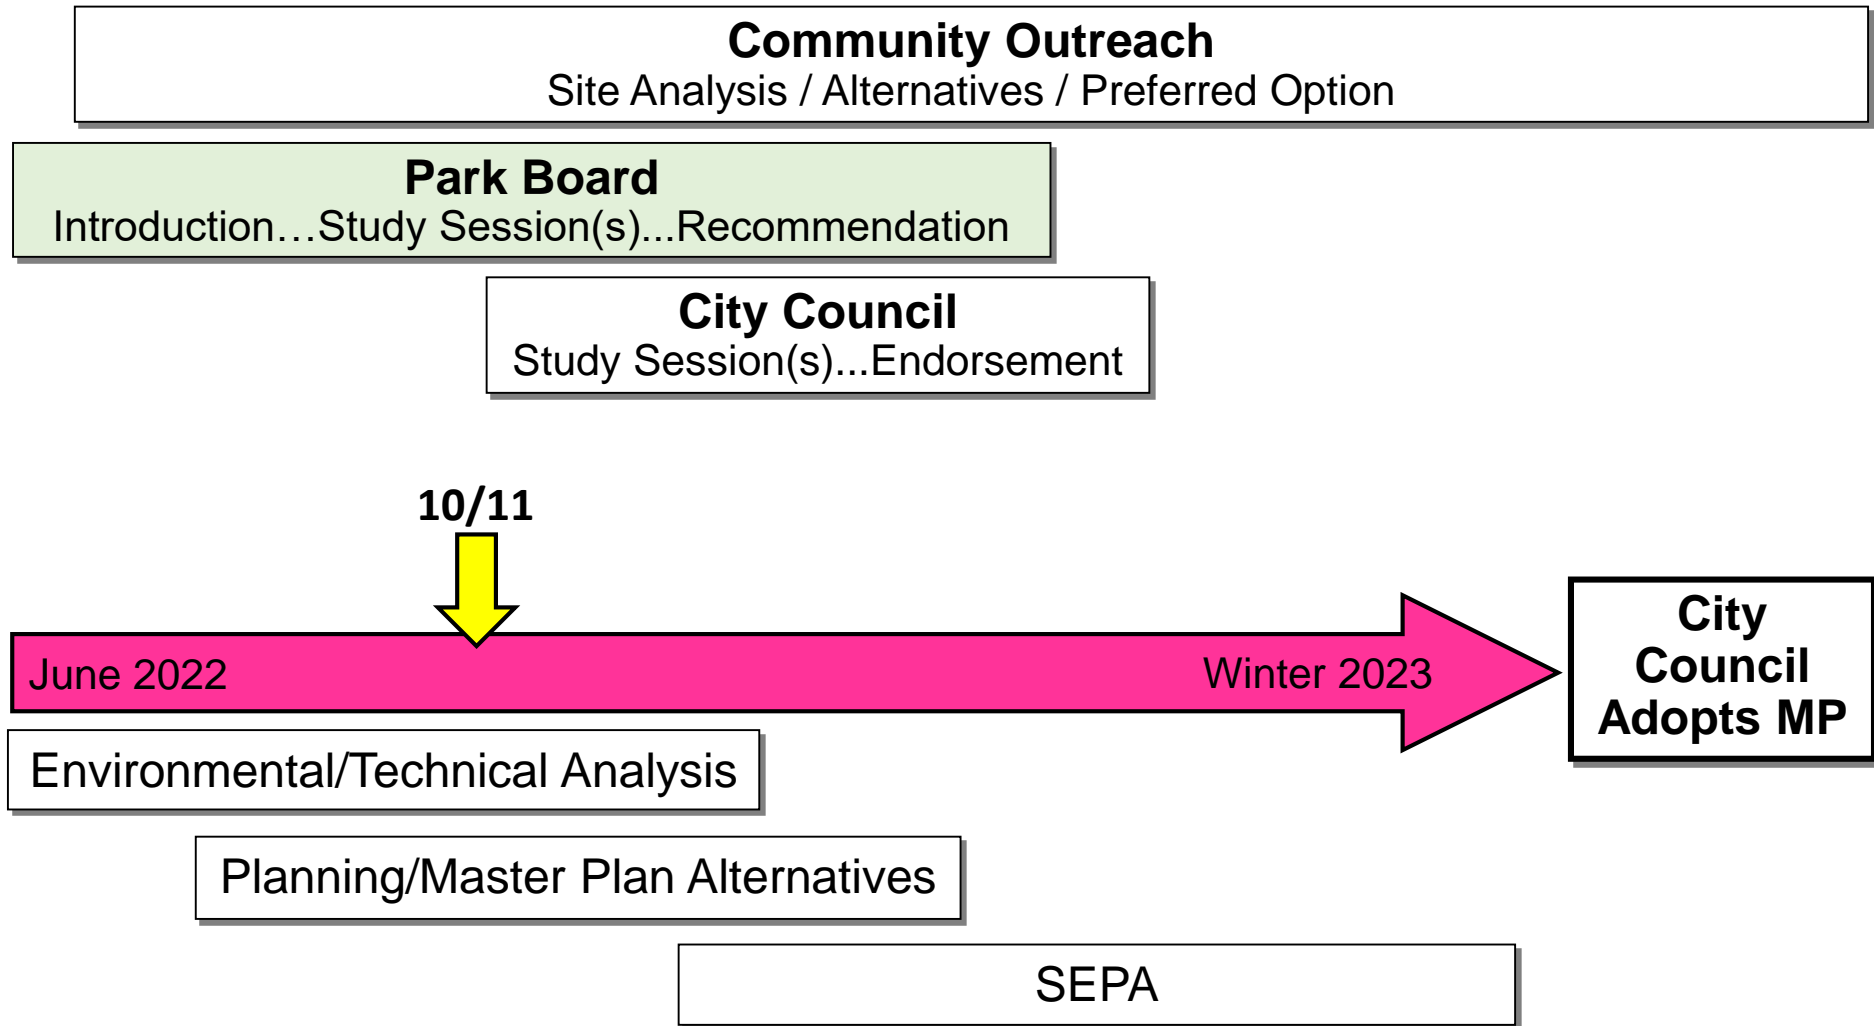 Community Outreach
Site Analysis / Alternatives / Preferred Option
Park Board
Introduction…Study Session(s)...Recommendation
City Council
Study Session(s)...Endorsement
10/11
June 2022
Winter 2023
City
Council
Adopts MP
Environmental/Technical Analysis
Planning/Master Plan Alternatives
SEPA